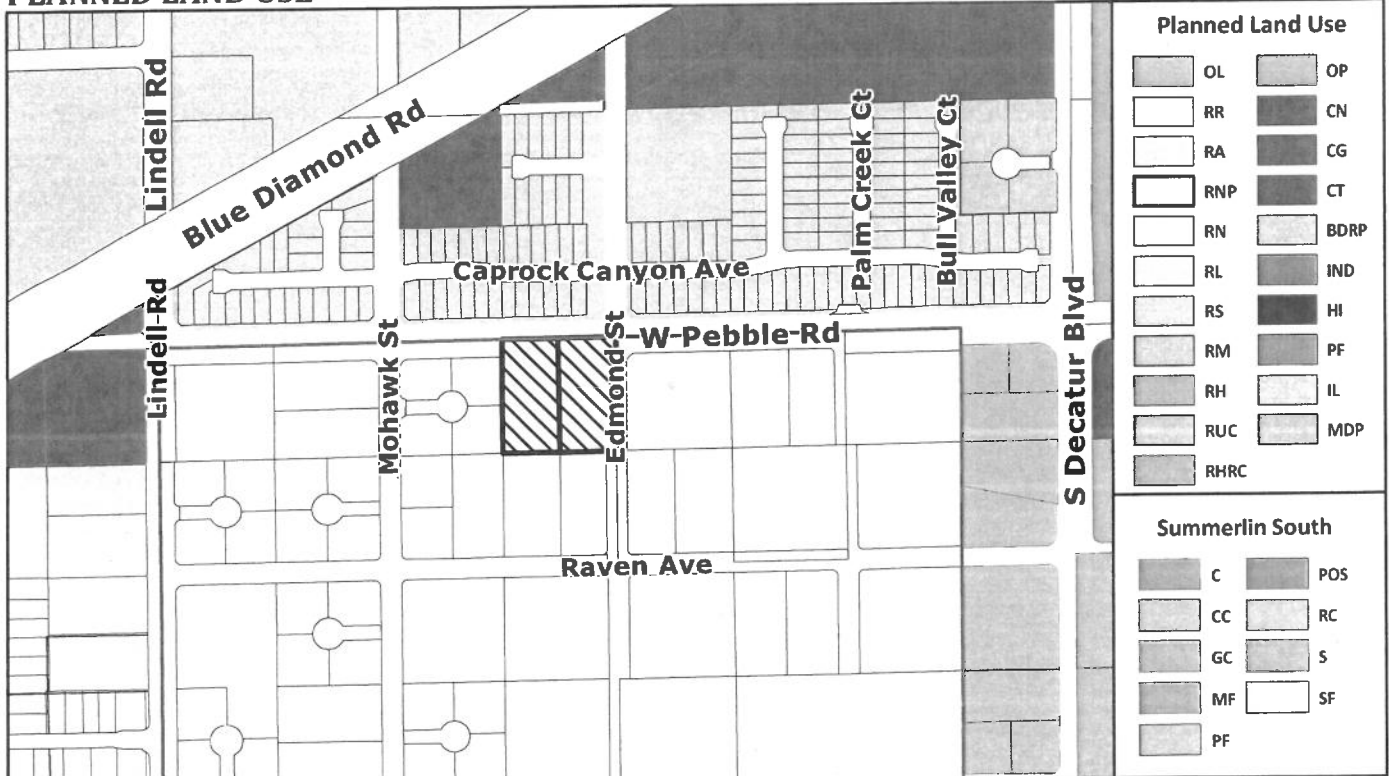 PLANNED LAND USE
Lindell Rd
Blue Diamond Rd
Palm Creek Ct
Bull Valley Ct
Caprock Canyon Ave
Lindell Rd
Mohawk St
Edmond St
W Pebble Rd
S Decatur Blvd
Raven Ave
Planned Land Use
OL OP
RR CN
RA CG
RNP CT
RN BDRP
RL IND
RS HI
RM PF
RH IL
RUC MDP
RHRC
Summerlin South
C POS
CC RC
GC S
MF SF
PF